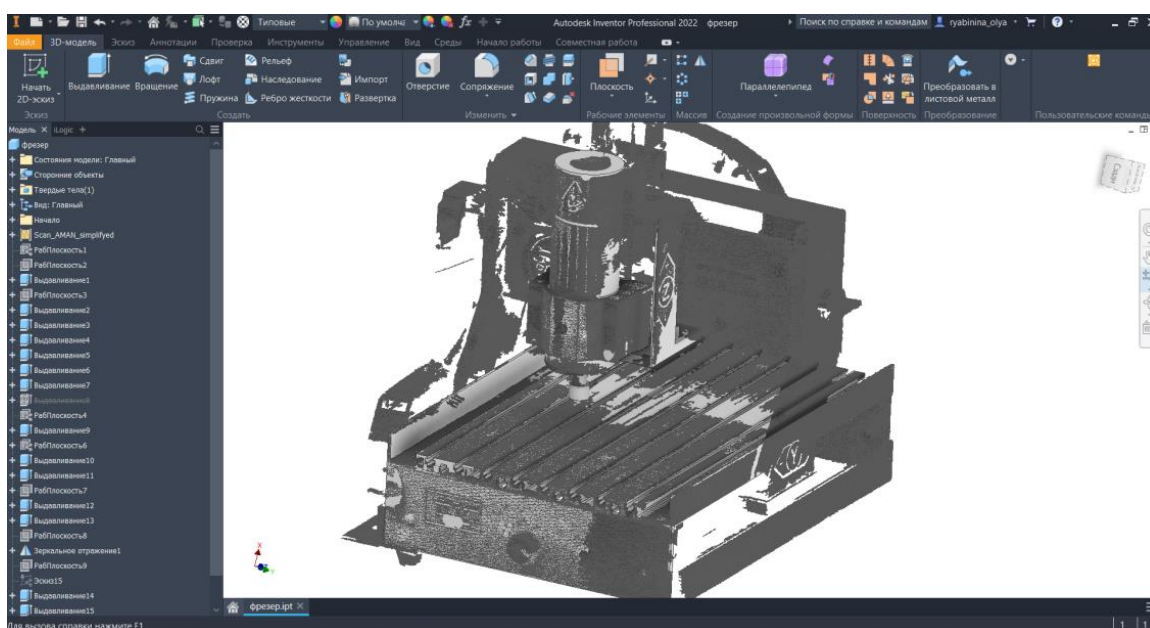 Типовые
По умолча
Autodesk Inventor Professional 2022 фрезер
Поиск по справке и командам
ryabinina_olya
Файл 3D-модель Эскиз Аннотации Проверка Инструменты Управление Вид Среды Начало работы Совместная работа
Начать 2D-эскиз
Выдавливание Вращение
Сдвиг Рельеф
Лофт Наследование Импорт
Пружина Ребро жесткости Развертка
Отверстие Сопряжение
Плоскость
Параллелепипед
Преобразовать в листовой металл
Эскиз Создать Изменить Рабочие элементы Массив Создание произвольной формы Поверхность Преобразование Пользовательские команды
Модель × iLogic +
фрезер
Состояния модели: Главный
Сторонние объекты
Твердые тела(1)
Вид: Главный
Начало
Scan_AMAN_simplifyed
РабПлоскость1
РабПлоскость2
Выдавливание1
РабПлоскость3
Выдавливание2
Выдавливание3
Выдавливание4
Выдавливание5
Выдавливание6
Выдавливание7
Выдавливание8
РабПлоскость4
Выдавливание9
РабПлоскость6
Выдавливание10
Выдавливание11
РабПлоскость7
Выдавливание12
Выдавливание13
РабПлоскость8
Зеркальное отражение1
РабПлоскость9
Эскиз15
Выдавливание14
Выдавливание15
Z
Y
X
фрезер.ipt ×
Для вызова справки нажмите F1
1 1